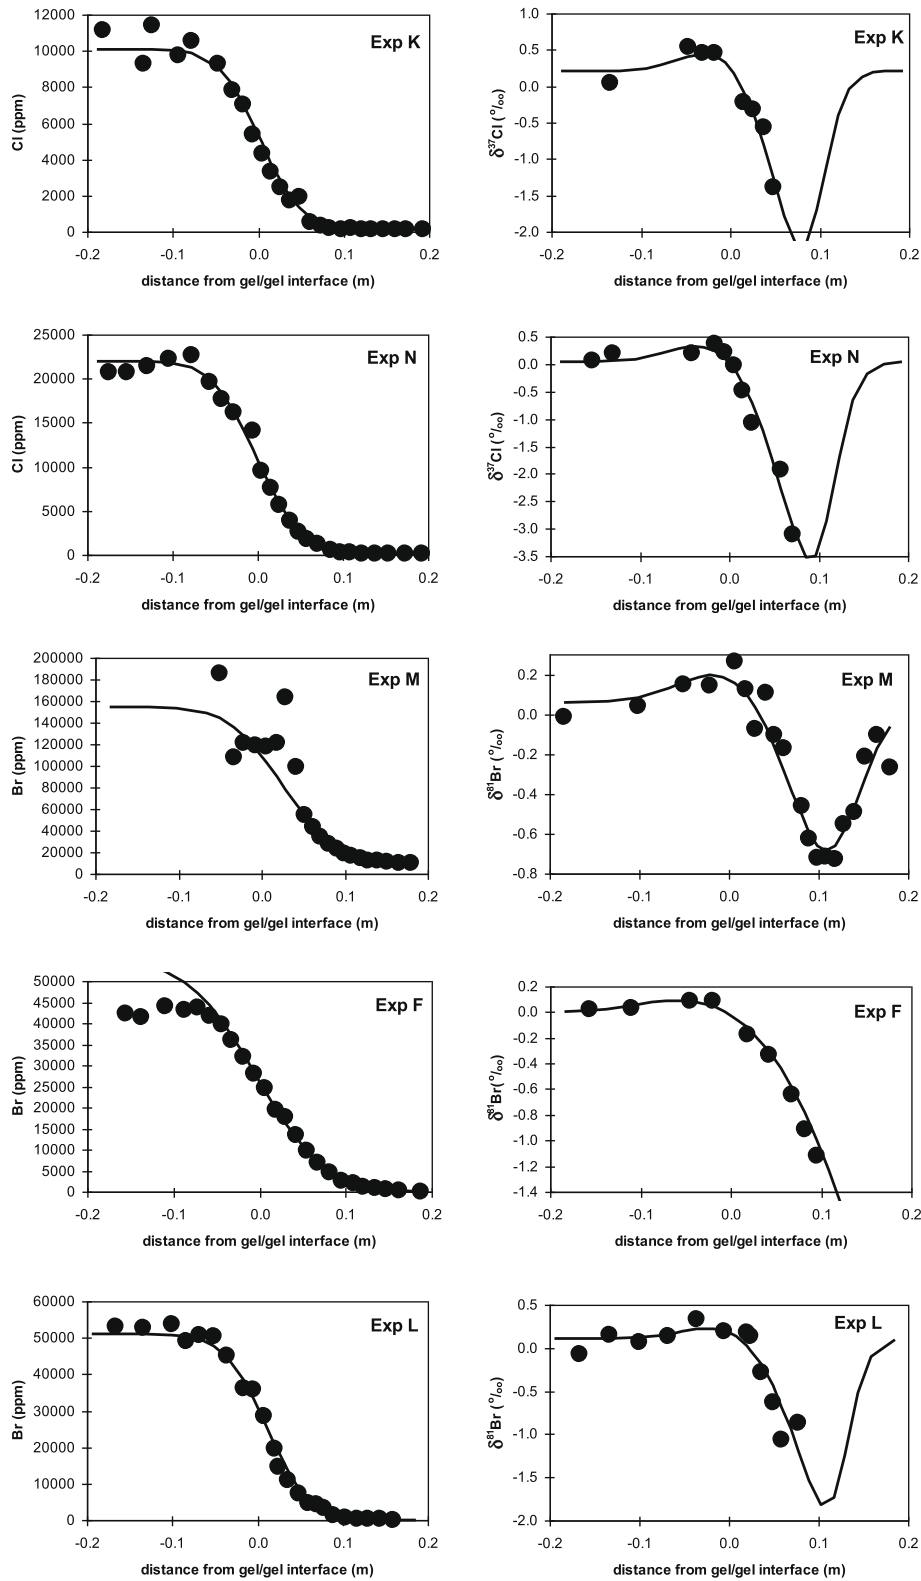 12000
10000
8000
6000
4000
2000
0
Cl (ppm)
Exp K
-0.2 -0.1 0.0 0.1 0.2
distance from gel/gel interface (m)
1.0
0.5
0.0
-0.5
-1.0
-1.5
-2.0
δ³⁷Cl (°/₀₀)
Exp K
-0.2 -0.1 0.0 0.1 0.2
distance from gel/gel interface (m)
25000
20000
15000
10000
5000
0
Cl (ppm)
Exp N
-0.2 -0.1 0.0 0.1 0.2
distance from gel/gel interface (m)
0.5
0.0
-0.5
-1.0
-1.5
-2.0
-2.5
-3.0
-3.5
δ³⁷Cl (°/₀₀)
Exp N
-0.2 -0.1 0.0 0.1 0.2
distance from gel/gel interface (m)
200000
180000
160000
140000
120000
100000
80000
60000
40000
20000
0
Br (ppm)
Exp M
-0.2 -0.1 0.0 0.1 0.2
distance from gel/gel interface (m)
0.2
0.0
-0.2
-0.4
-0.6
-0.8
δ⁸¹Br (°/₀₀)
Exp M
-0.2 -0.1 0.0 0.1 0.2
distance from gel/gel interface (m)
50000
45000
40000
35000
30000
25000
20000
15000
10000
5000
0
Br (ppm)
Exp F
-0.2 -0.1 0.0 0.1 0.2
distance from gel/gel interface (m)
0.2
0.0
-0.2
-0.4
-0.6
-0.8
-1.0
-1.2
-1.4
δ⁸¹Br(°/₀₀)
Exp F
-0.2 -0.1 0.0 0.1 0.2
distance from gel/gel interface (m)
60000
50000
40000
30000
20000
10000
0
Br (ppm)
Exp L
-0.2 -0.1 0.0 0.1 0.2
distance from gel/gel interface (m)
0.5
0.0
-0.5
-1.0
-1.5
-2.0
δ⁸¹Br (°/₀₀)
Exp L
-0.2 -0.1 0.0 0.1 0.2
distance from gel/gel interface (m)